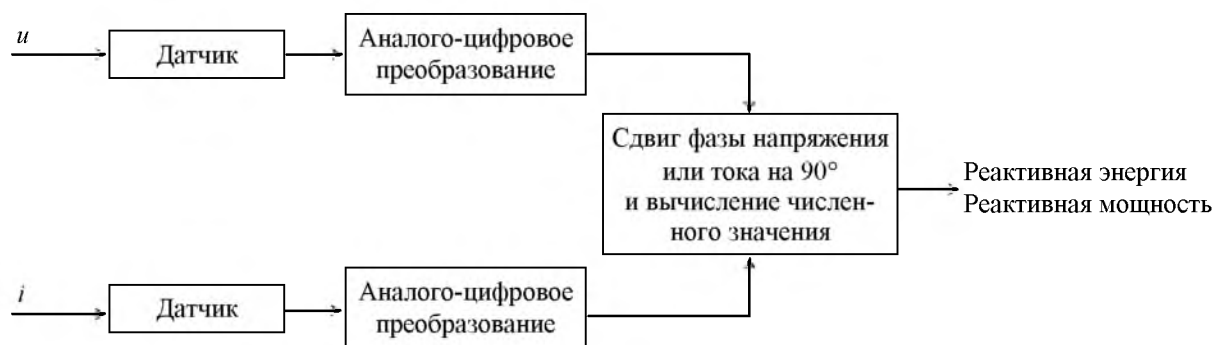 u
Датчик
Аналого-цифровое
преобразование
Сдвиг фазы напряжения
или тока на 90°
и вычисление числен-
ного значения
Реактивная энергия
Реактивная мощность
i
Датчик
Аналого-цифровое
преобразование